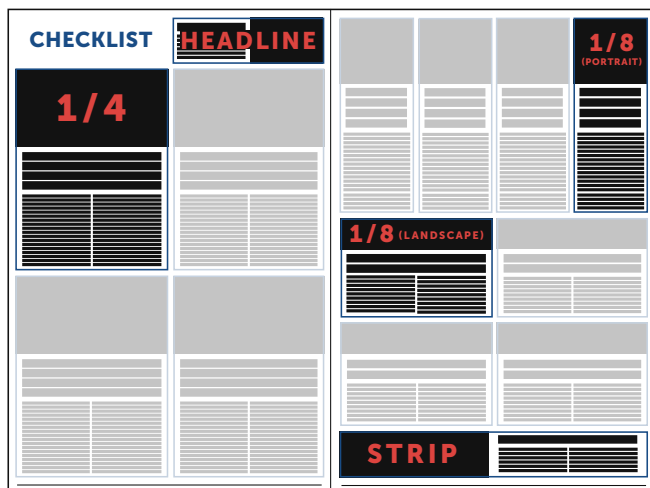 CHECKLIST
HEADLINE
1/4
1/8
(PORTRAIT)
1/8 (LANDSCAPE)
STRIP